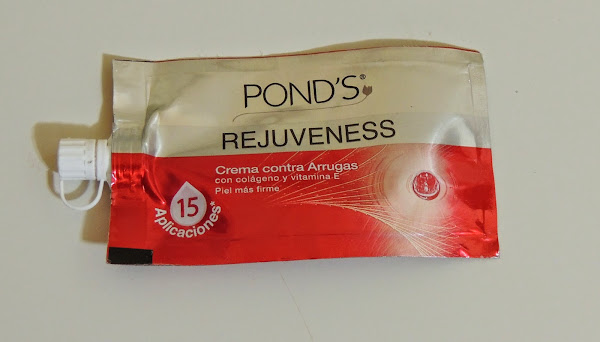 POND'S®
REJUVENESS
Crema contra Arrugas
con colágeno y vitamina E
Piel más firme
15
Aplicaciones*